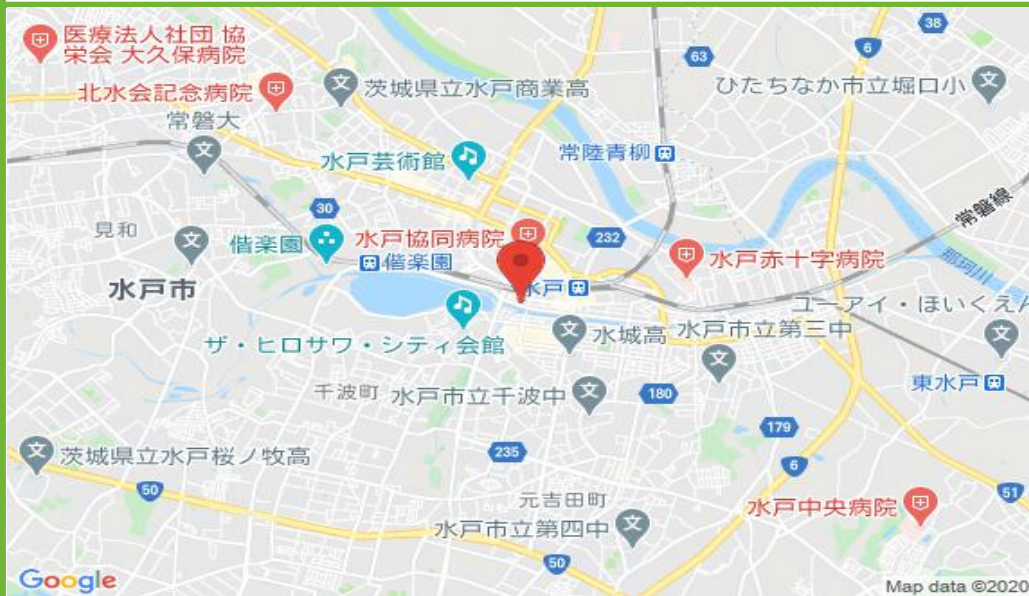 医療法人社団 協
栄会 大久保病院
38
6
63
ひたちなか市立堀口小
北水会記念病院
茨城県立水戸商業高
常磐大
水戸芸術館
常陸青柳
30
見和
偕楽園
水戸協同病院
232
常磐線
偕楽園
水戸赤十字病院
那珂川
水戸市
水戸
ユーアイ・ほいくえん
ザ・ヒロサワ・シティ会館
水城高
水戸市立第三中
千波町
水戸市立千波中
180
東水戸
179
茨城県立水戸桜ノ牧高
235
6
50
51
元吉田町
水戸中央病院
水戸市立第四中
50
Google
Map data ©2020